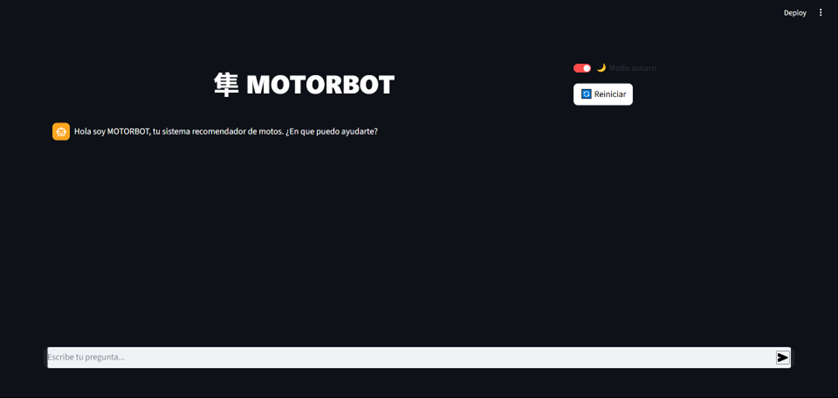 Deploy
隼 MOTORBOT
Modo oscuro
Reiniciar
Hola soy MOTORBOT, tu sistema recomendador de motos. ¿En que puedo ayudarte?
Escribe tu pregunta...